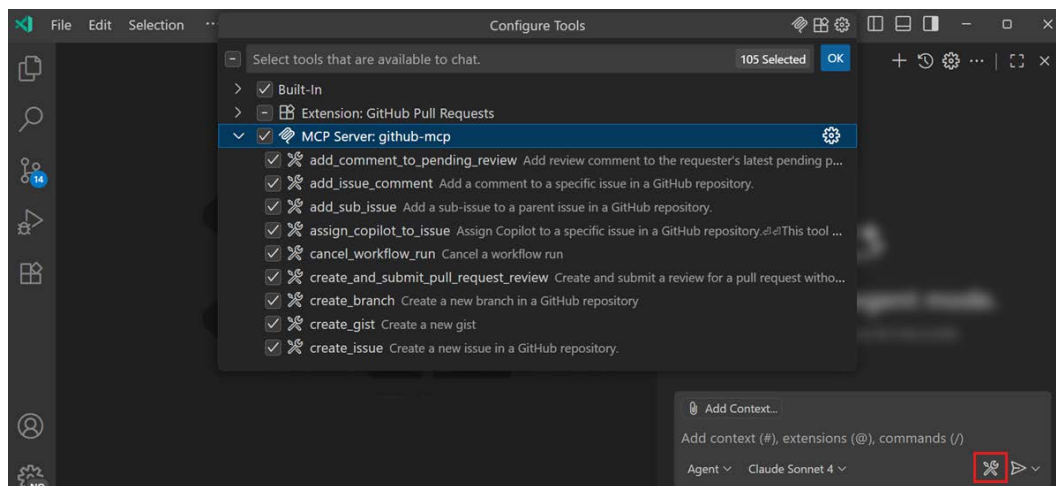 File Edit Selection ...
Configure Tools
Select tools that are available to chat.
105 Selected
OK
Built-In
Extension: GitHub Pull Requests
MCP Server: github-mcp
add_comment_to_pending_review Add review comment to the requester's latest pending p...
add_issue_comment Add a comment to a specific issue in a GitHub repository.
add_sub_issue Add a sub-issue to a parent issue in a GitHub repository.
assign_copilot_to_issue Assign Copilot to a specific issue in a GitHub repository.⏎⏎This tool ...
cancel_workflow_run Cancel a workflow run
create_and_submit_pull_request_review Create and submit a review for a pull request witho...
create_branch Create a new branch in a GitHub repository
create_gist Create a new gist
create_issue Create a new issue in a GitHub repository.
14
agent mode.
Add Context...
Add context (#), extensions (@), commands (/)
Agent Claude Sonnet 4